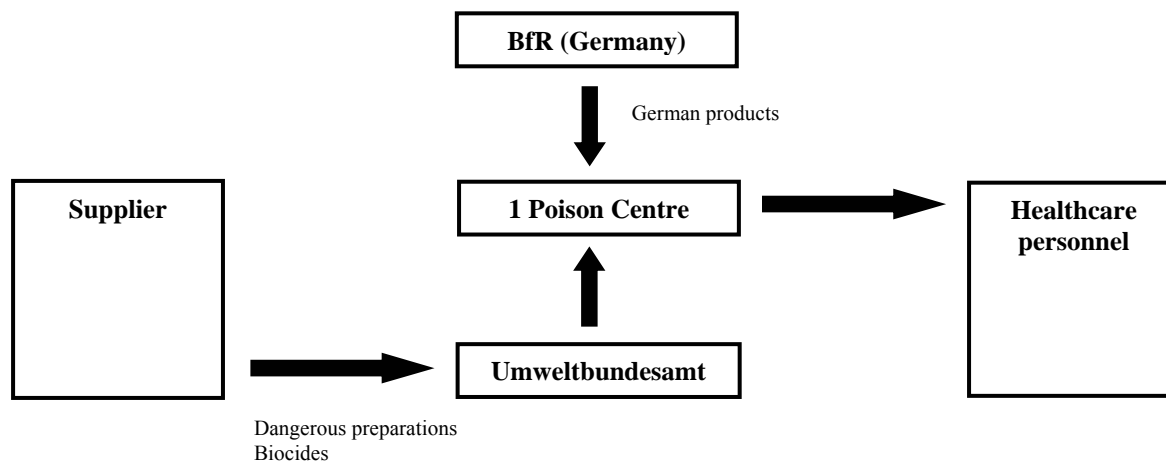 BfR (Germany)
German products
Supplier
1 Poison Centre
Healthcare
personnel
Umweltbundesamt
Dangerous preparations
Biocides